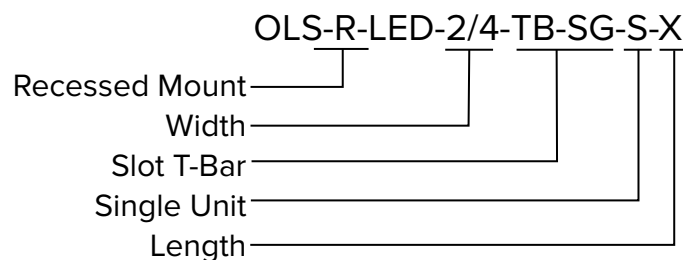 OLS-R-LED-2/4-TB-SG-S-X
Recessed Mount
Width
Slot T-Bar
Single Unit
Length